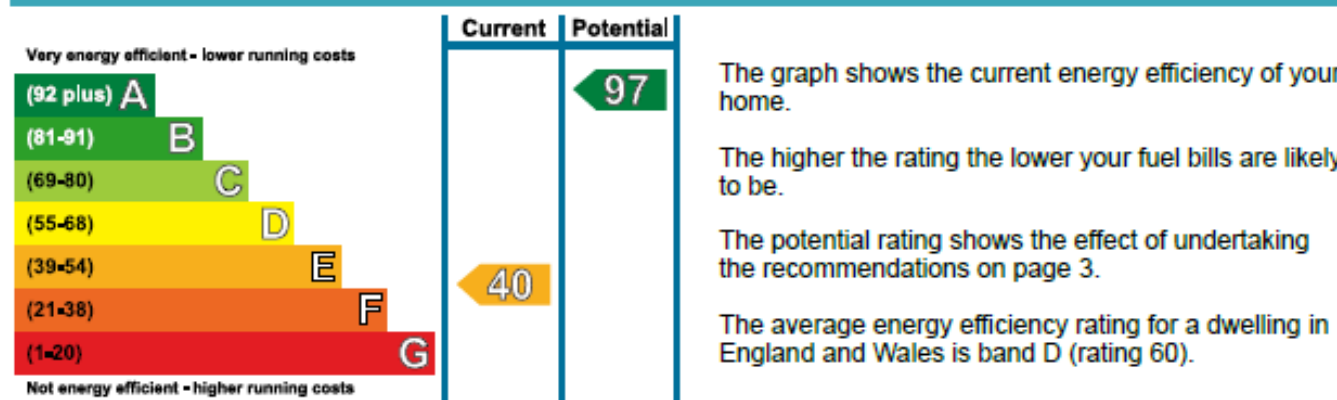 Current Potential
Very energy efficient - lower running costs
(92 plus) A
97
(81-91) B
(69-80) C
(55-68) D
(39-54) E
40
(21-38) F
(1-20) G
Not energy efficient - higher running costs
The graph shows the current energy efficiency of your
home.
The higher the rating the lower your fuel bills are likely
to be.
The potential rating shows the effect of undertaking
the recommendations on page 3.
The average energy efficiency rating for a dwelling in
England and Wales is band D (rating 60).